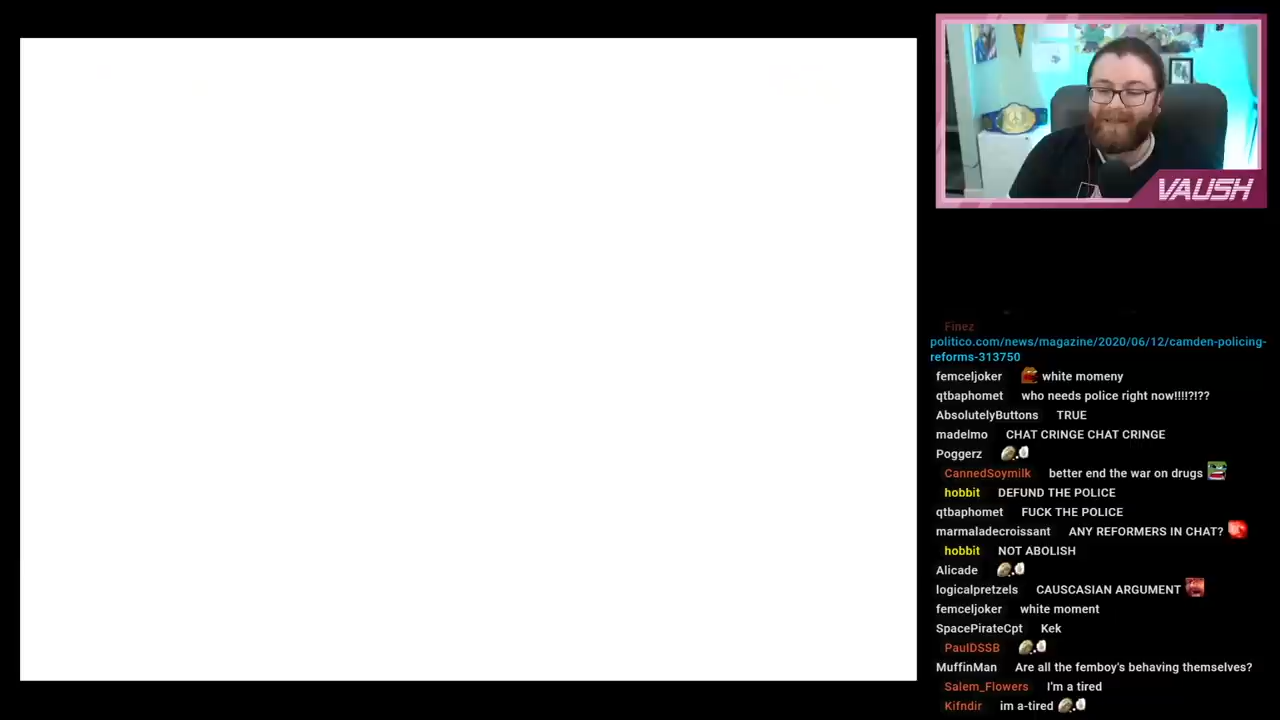 VAUSH
Finez
politico.com/news/magazine/2020/06/12/camden-policing-
reforms-313750
femceljoker white momeny
qtbaphomet who needs police right now!!!!?!??
AbsolutelyButtons TRUE
madelmo CHAT CRINGE CHAT CRINGE
Poggerz
CannedSoymilk better end the war on drugs
hobbit DEFUND THE POLICE
qtbaphomet FUCK THE POLICE
marmaladecroissant ANY REFORMERS IN CHAT?
hobbit NOT ABOLISH
Alicade
logicalpretzels CAUSCASIAN ARGUMENT
femceljoker white moment
SpacePirateCpt Kek
PaulDSSB
MuffinMan Are all the femboy's behaving themselves?
Salem_Flowers I'm a tired
Kifndir im a-tired